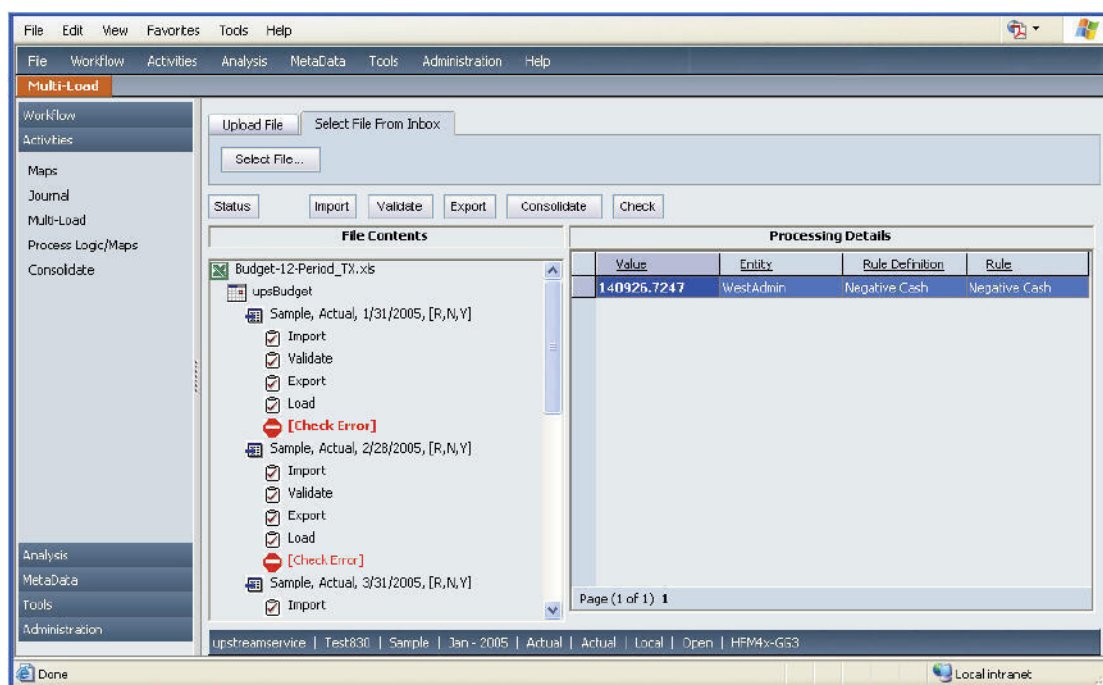 File Edit View Favorites Tools Help
File Workflow Activities Analysis MetaData Tools Administration Help
Multi-Load
Workflow
Activities
Maps
Journal
Multi-Load
Process Logic/Maps
Consolidate
Analysis
MetaData
Tools
Administration
Upload File Select File From Inbox
Select File...
Status Import Validate Export Consolidate Check
File Contents
Budget-12-Period_TX.xls
upsBudget
Sample, Actual, 1/31/2005, [R,N,Y]
Import
Validate
Export
Load
[Check Error]
Sample, Actual, 2/28/2005, [R,N,Y]
Import
Validate
Export
Load
[Check Error]
Sample, Actual, 3/31/2005, [R,N,Y]
Import
Processing Details
Value Entity Rule Definition Rule
140926.7247 WestAdmin Negative Cash Negative Cash
Page (1 of 1) 1
upstreamservice | Test830 | Sample | Jan - 2005 | Actual | Actual | Local | Open | HFM4x-GG3
Done Local intranet